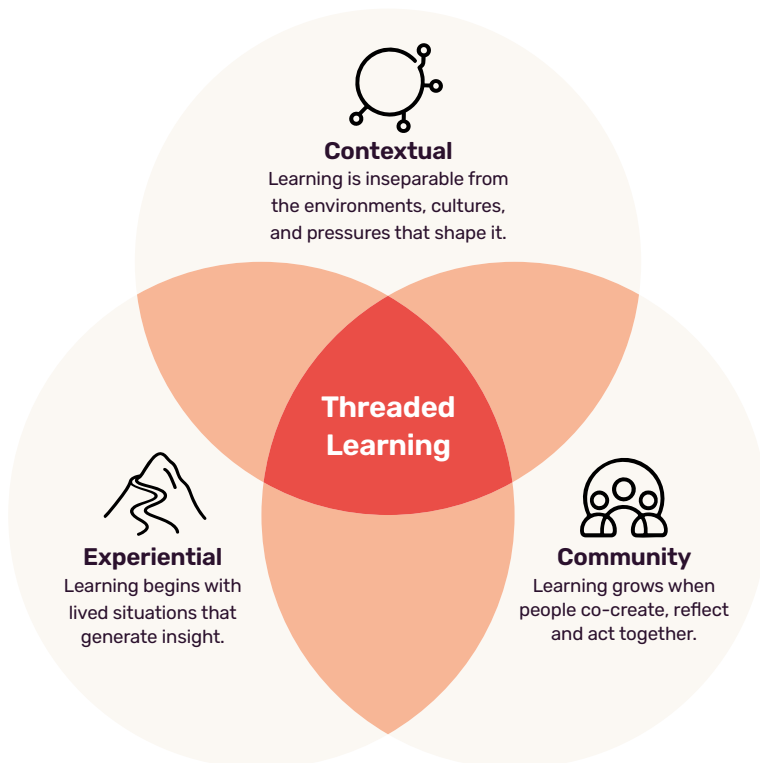 Contextual
Learning is inseparable from
the environments, cultures,
and pressures that shape it.
Threaded
Learning
Experiential
Learning begins with
lived situations that
generate insight.
Community
Learning grows when
people co-create, reflect
and act together.